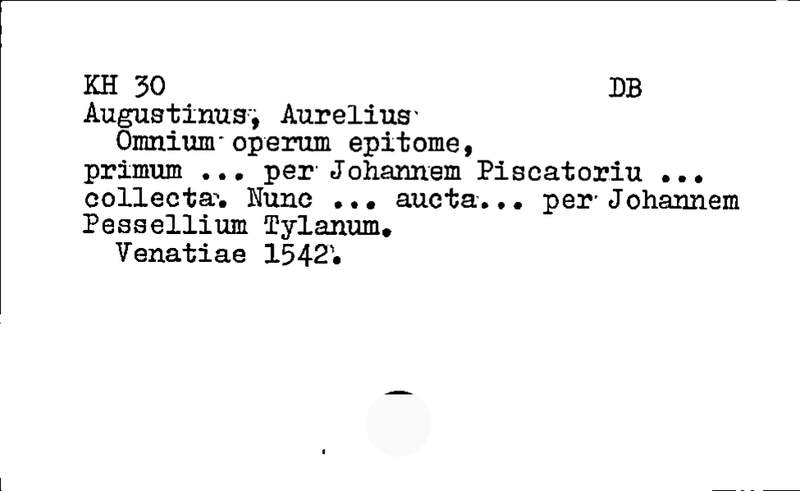 KH 30 DB
Augustinus, Aurelius
Omnium operum epitome,
primum ... per Johannem Piscatoriu ...
collecta. Nunc ... aucta... per Johannem
Pessellium Tylanum.
Venatiae 1542.